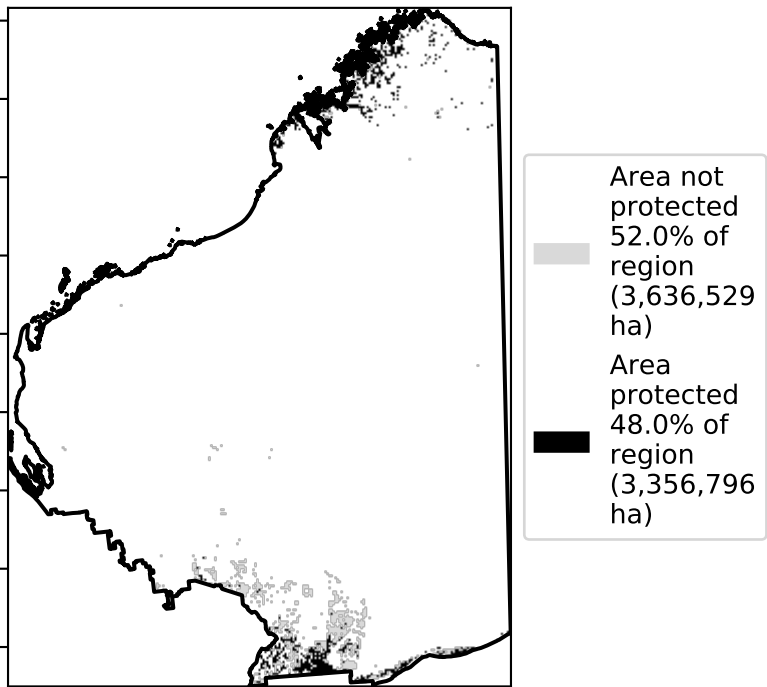 Area not
protected
52.0% of
region
(3,636,529
ha)
Area
protected
48.0% of
region
(3,356,796
ha)